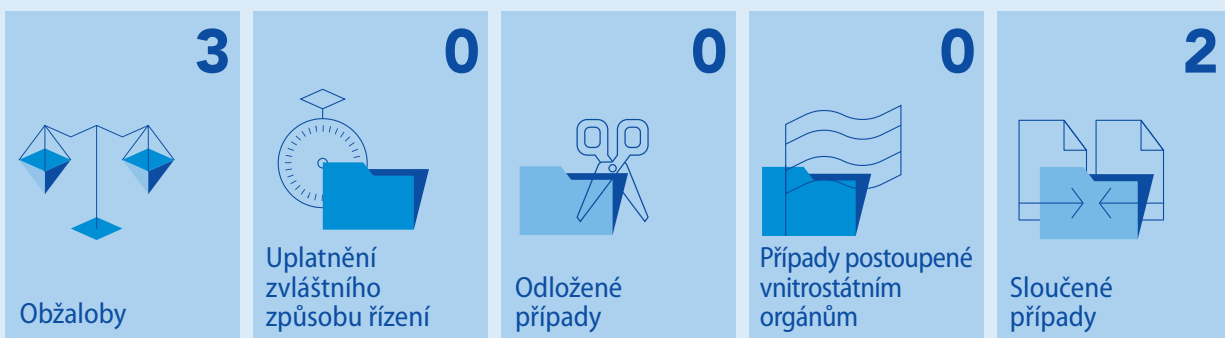 3
Obžaloby
0
Uplatnění
zvláštního
způsobu řízení
0
Odložené
případy
0
Případy postoupené
vnitrostátním
orgánům
2
Sloučené
případy